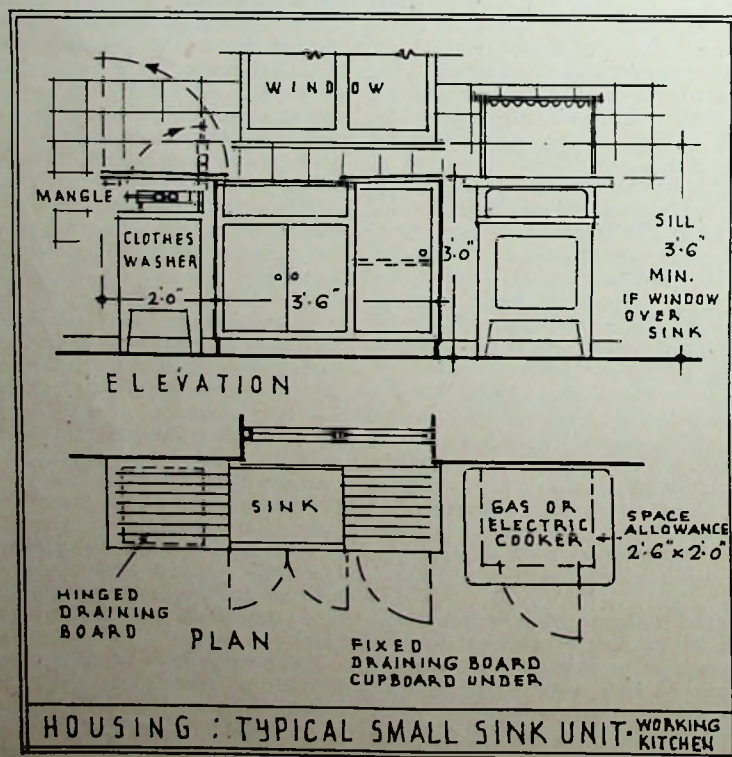 WINDOW
MANGLE
CLOTHES
WASHER
2'.0"
3'.6"
3'.0"
SILL
3'.6"
MIN.
IF WINDOW
OVER
SINK
ELEVATION
SINK
GAS OR
ELECTRIC
COOKER
SPACE
ALLOWANCE
2'.6" × 2'.0"
HINGED
DRAINING
BOARD
PLAN
FIXED
DRAINING BOARD
CUPBOARD UNDER
HOUSING : TYPICAL SMALL SINK UNIT · WORKING
KITCHEN